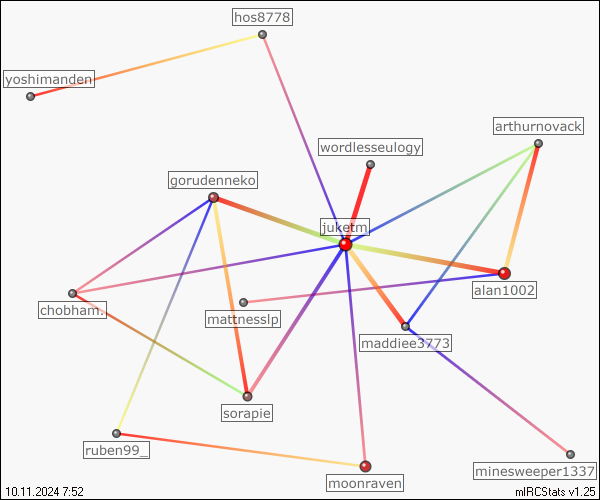 hos8778
yoshimanden
arthurnovack
wordlesseulogy
gorudenneko
juketm
alan1002
chobham.
mattnesslp
maddiee3773
sorapie
ruben99_
minesweeper1337
moonraven
10.11.2024 7:52
mIRCStats v1.25